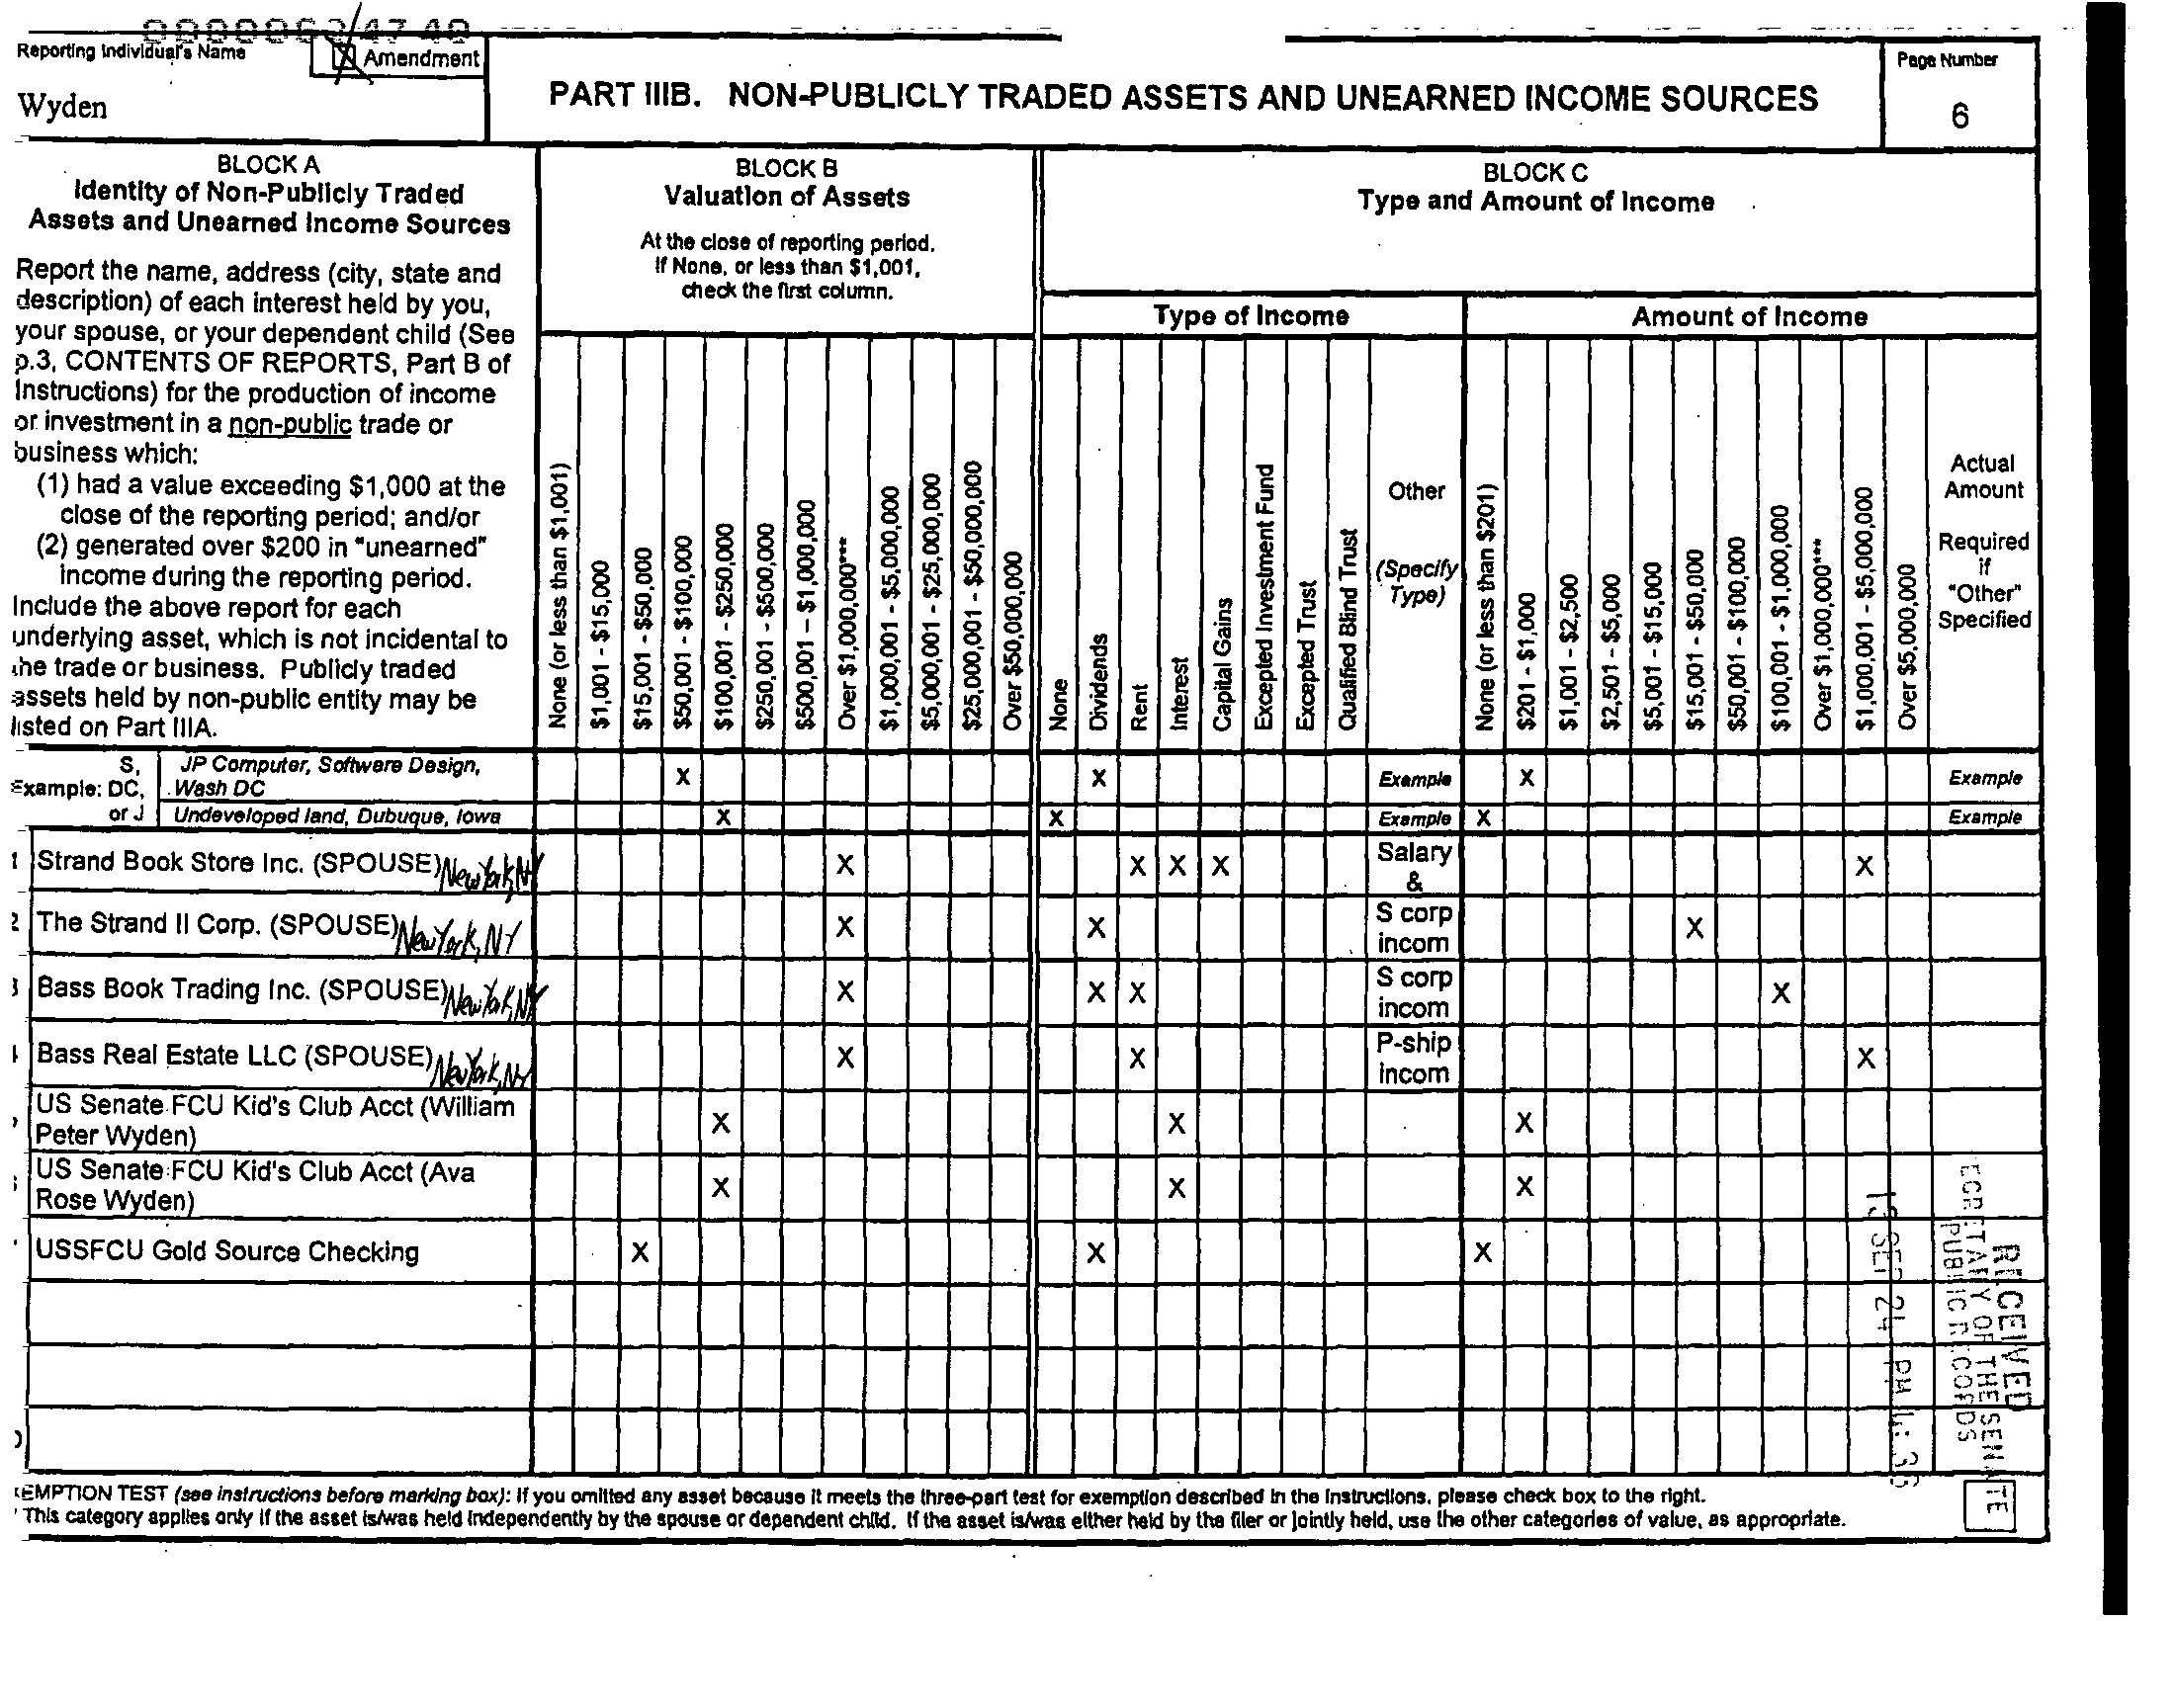 000006 4740
Reporting Individual's Name
Amendment
Wyden
PART IIIB. NON-PUBLICLY TRADED ASSETS AND UNEARNED INCOME SOURCES
Page Number
6
BLOCK A
Identity of Non-Publicly Traded
Assets and Unearned Income Sources
Report the name, address (city, state and
description) of each interest held by you,
your spouse, or your dependent child (See
p.3, CONTENTS OF REPORTS, Part B of
Instructions) for the production of income
or investment in a non-public trade or
business which:
(1) had a value exceeding $1,000 at the
close of the reporting period; and/or
(2) generated over $200 in "unearned"
income during the reporting period.
Include the above report for each
underlying asset, which is not incidental to
the trade or business. Publicly traded
assets held by non-public entity may be
listed on Part IIIA.
BLOCK B
Valuation of Assets
At the close of reporting period.
If None, or less than $1,001,
check the first column.
None (or less than $1,001)
$1,001 - $15,000
$15,001 - $50,000
$50,001 - $100,000
$100,001 - $250,000
$250,001 - $500,000
$500,001 – $1,000,000
Over $1,000,000***
$1,000,001 - $5,000,000
$5,000,001 - $25,000,000
$25,000,001 - $50,000,000
Over $50,000,000
BLOCK C
Type and Amount of Income
Type of Income
None
Dividends
Rent
Interest
Capital Gains
Excepted Investment Fund
Excepted Trust
Qualified Blind Trust
Other
(Specify
Type)
Amount of Income
None (or less than $201)
$201 - $1,000
$1,001 - $2,500
$2,501 - $5,000
$5,001 - $15,000
$15,001 - $50,000
$50,001 - $100,000
$100,001 - $1,000,000
Over $1,000,000***
$1,000,001 - $5,000,000
Over $5,000,000
Actual
Amount
Required
if
"Other"
Specified
S,
Example: DC,
or J
JP Computer, Software Design,
Wash DC
X X Example X Example
Undeveloped land, Dubuque, Iowa X X Example X Example
1 Strand Book Store Inc. (SPOUSE) New York, NY X X X X Salary & X
2 The Strand II Corp. (SPOUSE) New York, NY X X S corp incom X
3 Bass Book Trading Inc. (SPOUSE) New York, NY X X X S corp incom X
Bass Real Estate LLC (SPOUSE) New York, NY X X P-ship incom X
US Senate FCU Kid's Club Acct (William
Peter Wyden) X X X
US Senate FCU Kid's Club Acct (Ava
Rose Wyden) X X X
USSFCU Gold Source Checking X X X
RECEIVED
SECRETARY OF THE SENATE
PUBLIC RECORDS
SEP 24 PM 4:36
EMPTION TEST (see instructions before marking box): If you omitted any asset because it meets the three-part test for exemption described in the instructions, please check box to the right.
This category applies only if the asset is/was held independently by the spouse or dependent child. If the asset is/was either held by the filer or jointly held, use the other categories of value, as appropriate.